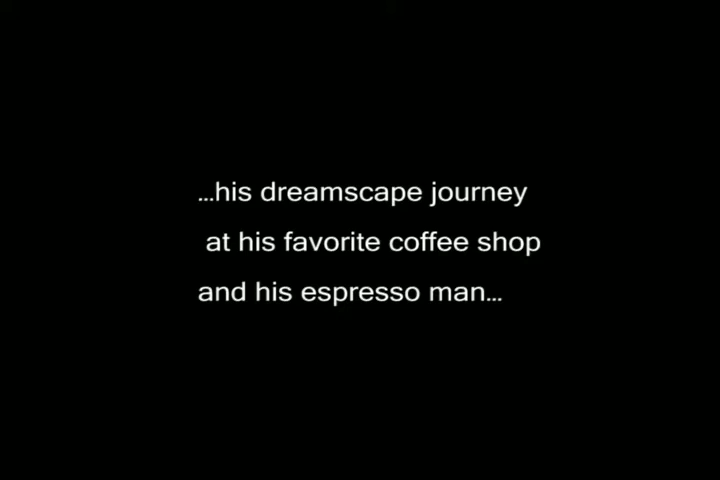 ...his dreamscape journey
at his favorite coffee shop
and his espresso man...